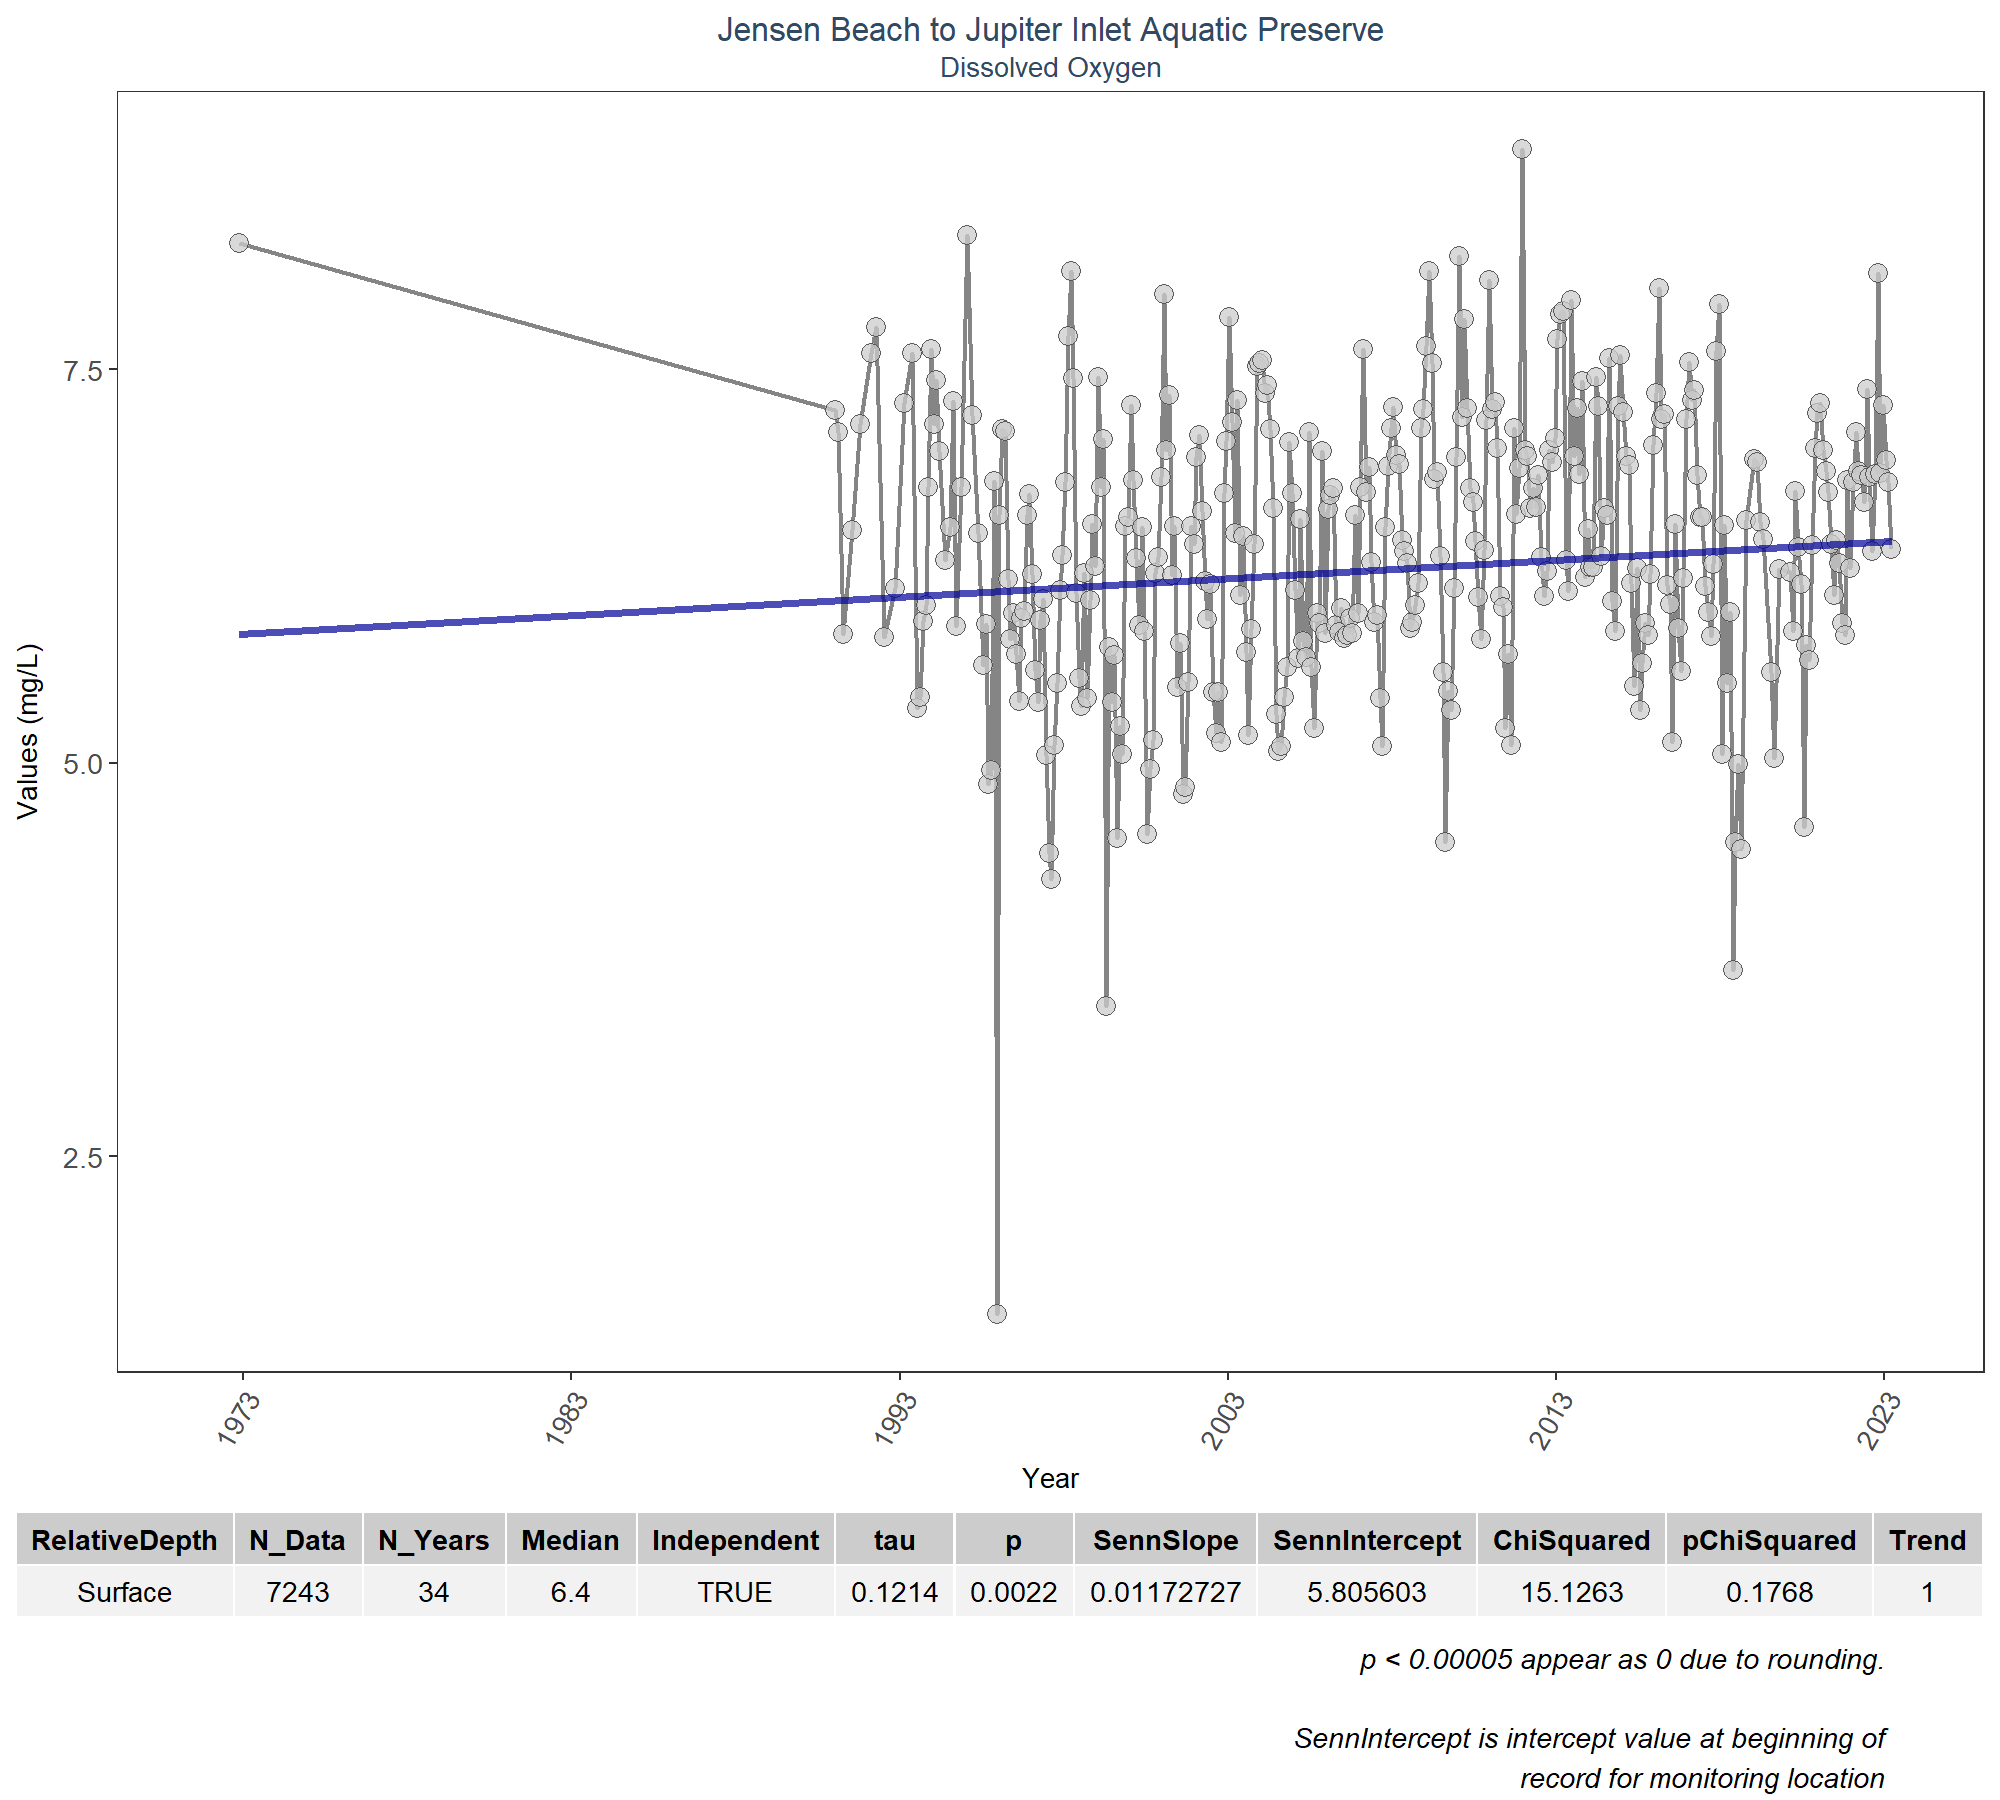 Jensen Beach to Jupiter Inlet Aquatic Preserve
Dissolved Oxygen
Values (mg/L)
7.5
5.0
2.5
1973 1983 1993 2003 2013 2023
Year
RelativeDepth N_Data N_Years Median Independent tau p SennSlope SennIntercept ChiSquared pChiSquared Trend
Surface 7243 34 6.4 TRUE 0.1214 0.0022 0.01172727 5.805603 15.1263 0.1768 1
p < 0.00005 appear as 0 due to rounding.
SennIntercept is intercept value at beginning of
record for monitoring location